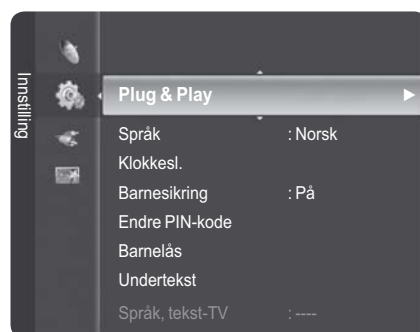 Innstilling
Plug & Play
Språk : Norsk
Klokkesl.
Barnesikring : På
Endre PIN-kode
Barnelås
Undertekst
Språk, tekst-TV : ----